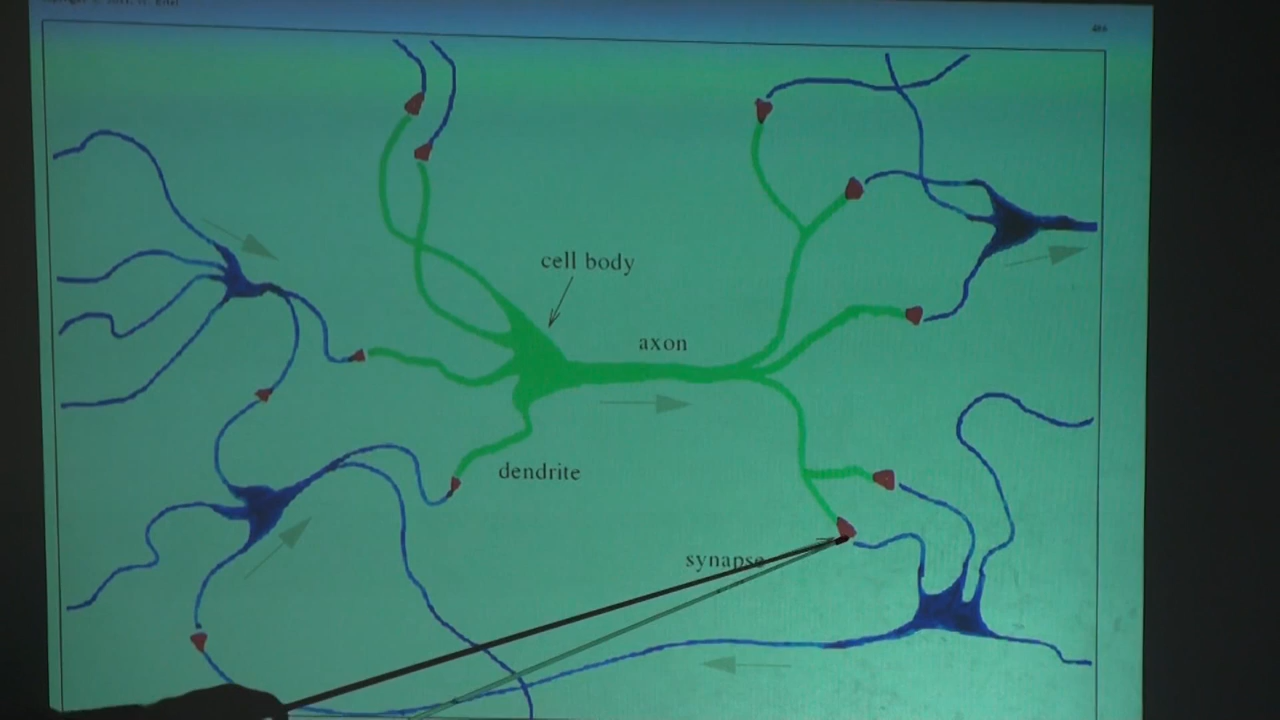 cell body
axon
dendrite
synapse